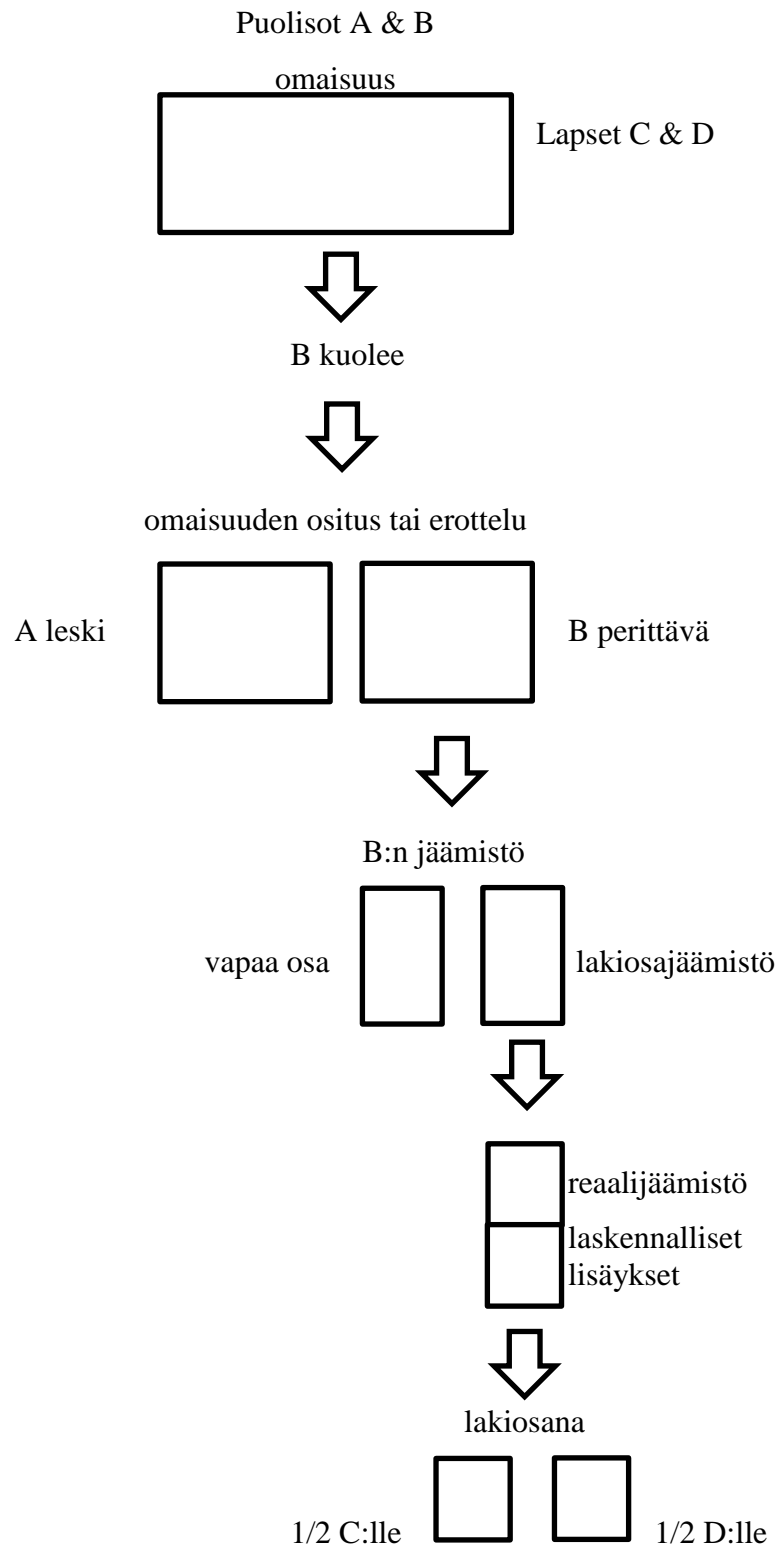 Puolisot A & B
omaisuus
Lapset C & D
B kuolee
omaisuuden ositus tai erottelu
A leski
B perittävä
B:n jäämistö
vapaa osa
lakiosajäämistö
reaalijäämistö
laskennalliset
lisäykset
lakiosana
1/2 C:lle
1/2 D:lle